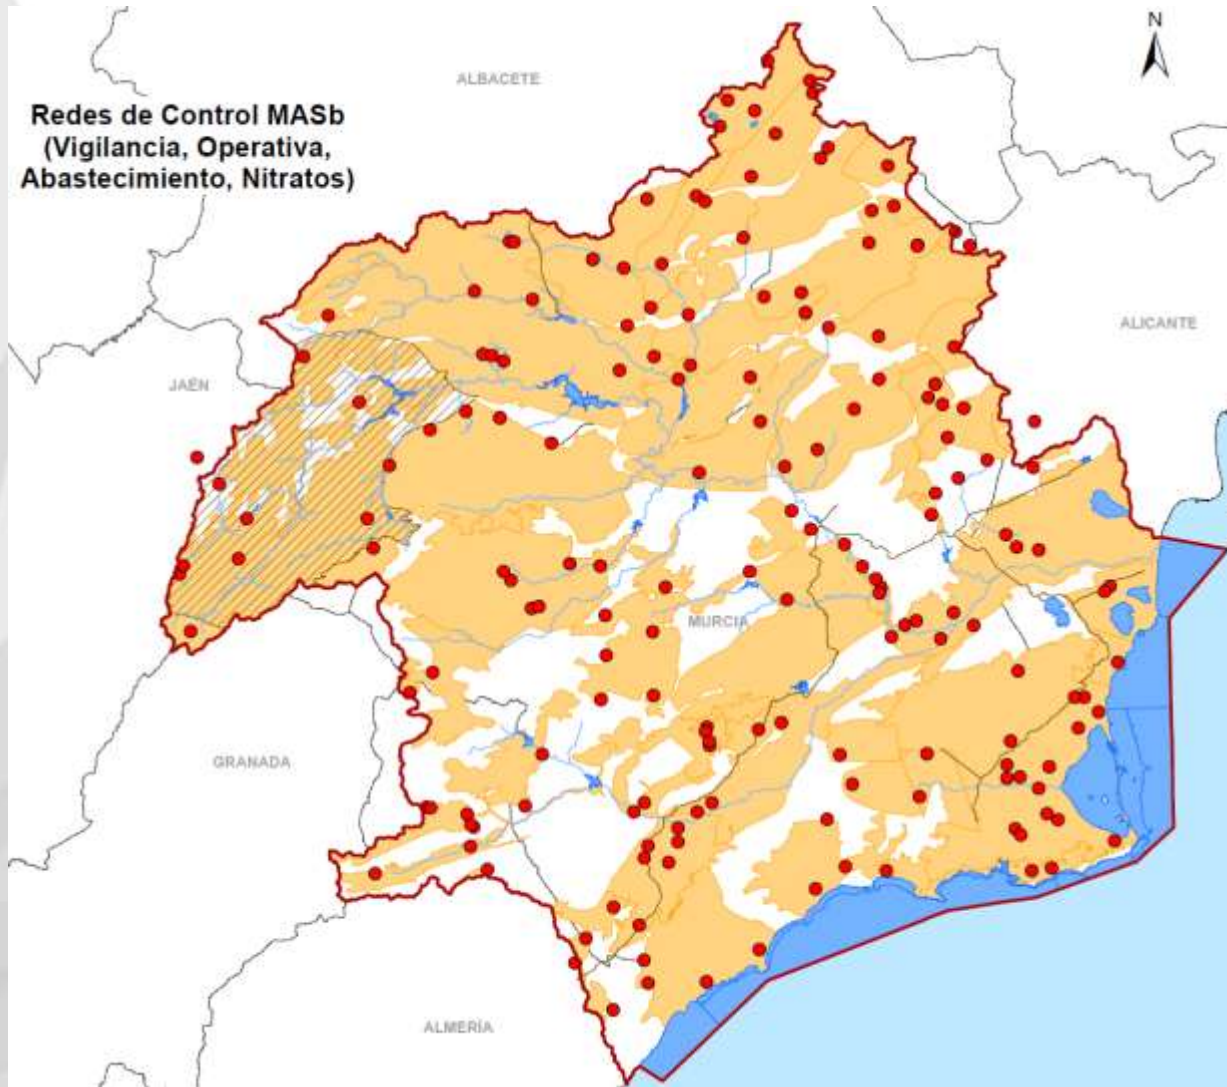 N
ALBACETE
Redes de Control MASb
(Vigilancia, Operativa,
Abastecimiento, Nitratos)
ALICANTE
JAÉN
MURCIA
GRANADA
ALMERÍA